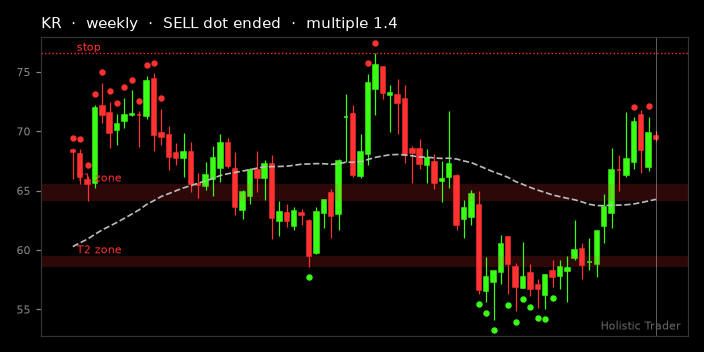 KR · weekly · SELL dot ended · multiple 1.4
stop
75
70
zone
65
T2 zone
60
55
Holistic Trader